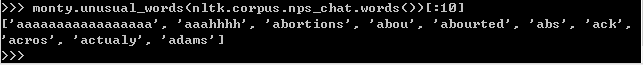 >>> monty.unusual_words(nltk.corpus.nps_chat.words())[:10]
['aaaaaaaaaaaaaaaaa', 'aaahhhh', 'abortions', 'abou', 'abourted', 'abs', 'ack',
'acros', 'actualy', 'adams']
>>>